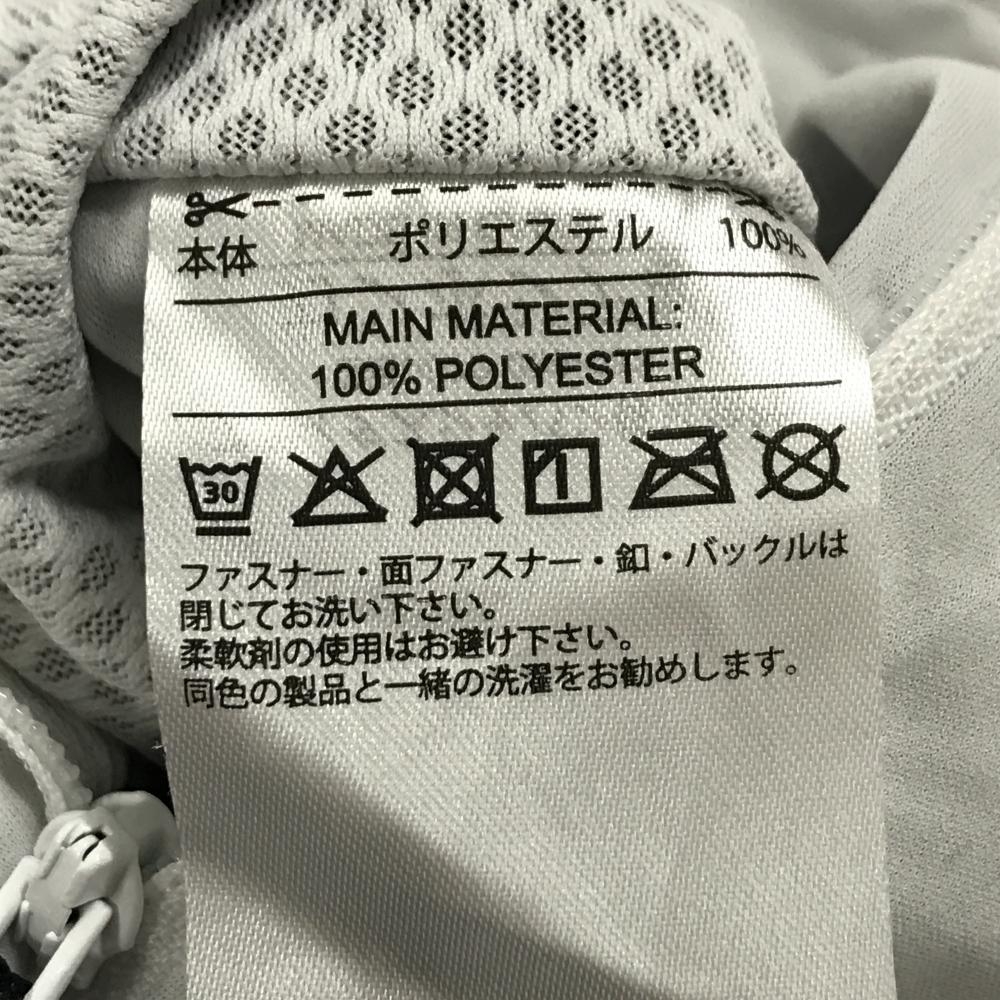 本体 ポリエステル 100%
MAIN MATERIAL:
100% POLYESTER
30
ファスナー・面ファスナー・釦・バックルは
閉じてお洗い下さい。
柔軟剤の使用はお避け下さい。
同色の製品と一緒の洗濯をお勧めします。